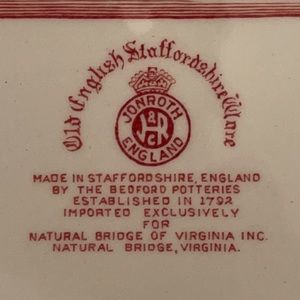 Old English Staffordshire Ware
JONROTH
J&R
Co
ENGLAND
MADE IN STAFFORDSHIRE, ENGLAND
BY THE BEDFORD POTTERIES
ESTABLISHED IN 1792
IMPORTED EXCLUSIVELY
FOR
NATURAL BRIDGE OF VIRGINIA INC.
NATURAL BRIDGE, VIRGINIA.